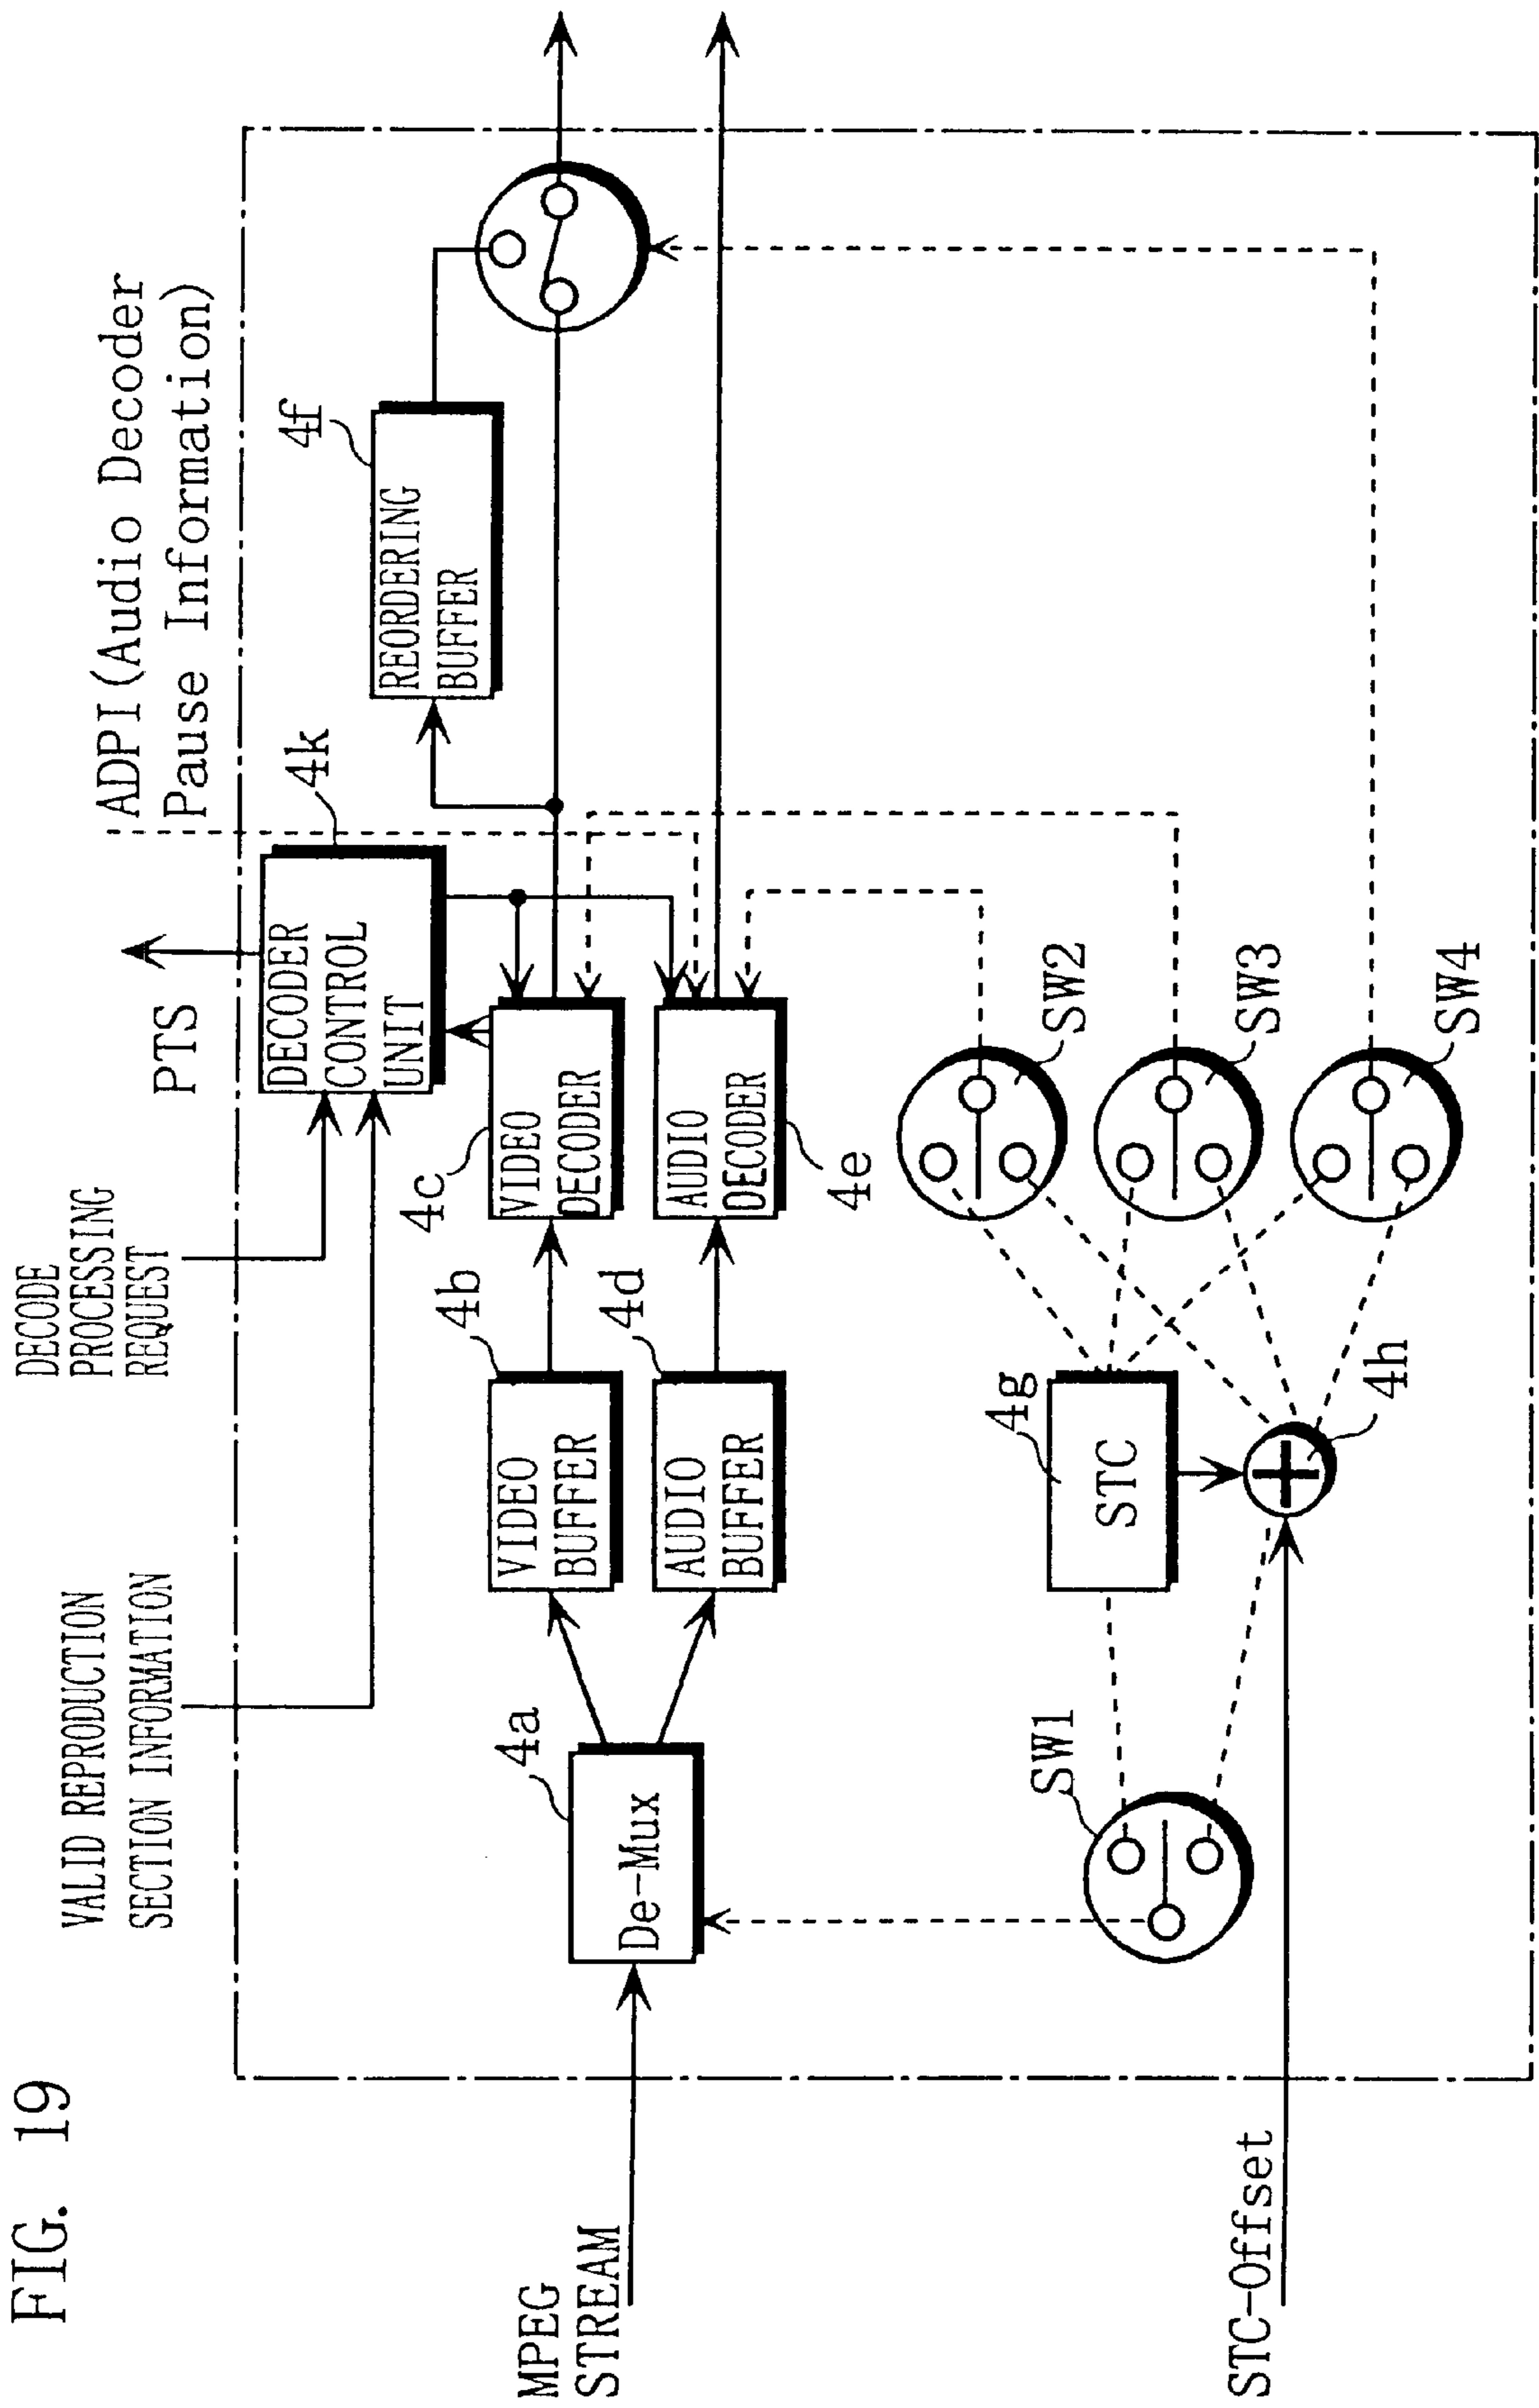 FIG. 19
VALID REPRODUCTION
SECTION INFORMATION
DECODE
PROCESSING
REQUEST
PTS
ADPI(Audio Decoder
Pause Information)
4k
DECODER
CONTROL
UNIT
4f
REORDERING
BUFFER
MPEG
STREAM
4a
De-Mux
4b
VIDEO
BUFFER
4c
VIDEO
DECODER
4d
AUDIO
BUFFER
AUDIO
DECODER
4e
SW1
4g
STC
4h
SW2
SW3
SW4
STC-Offset